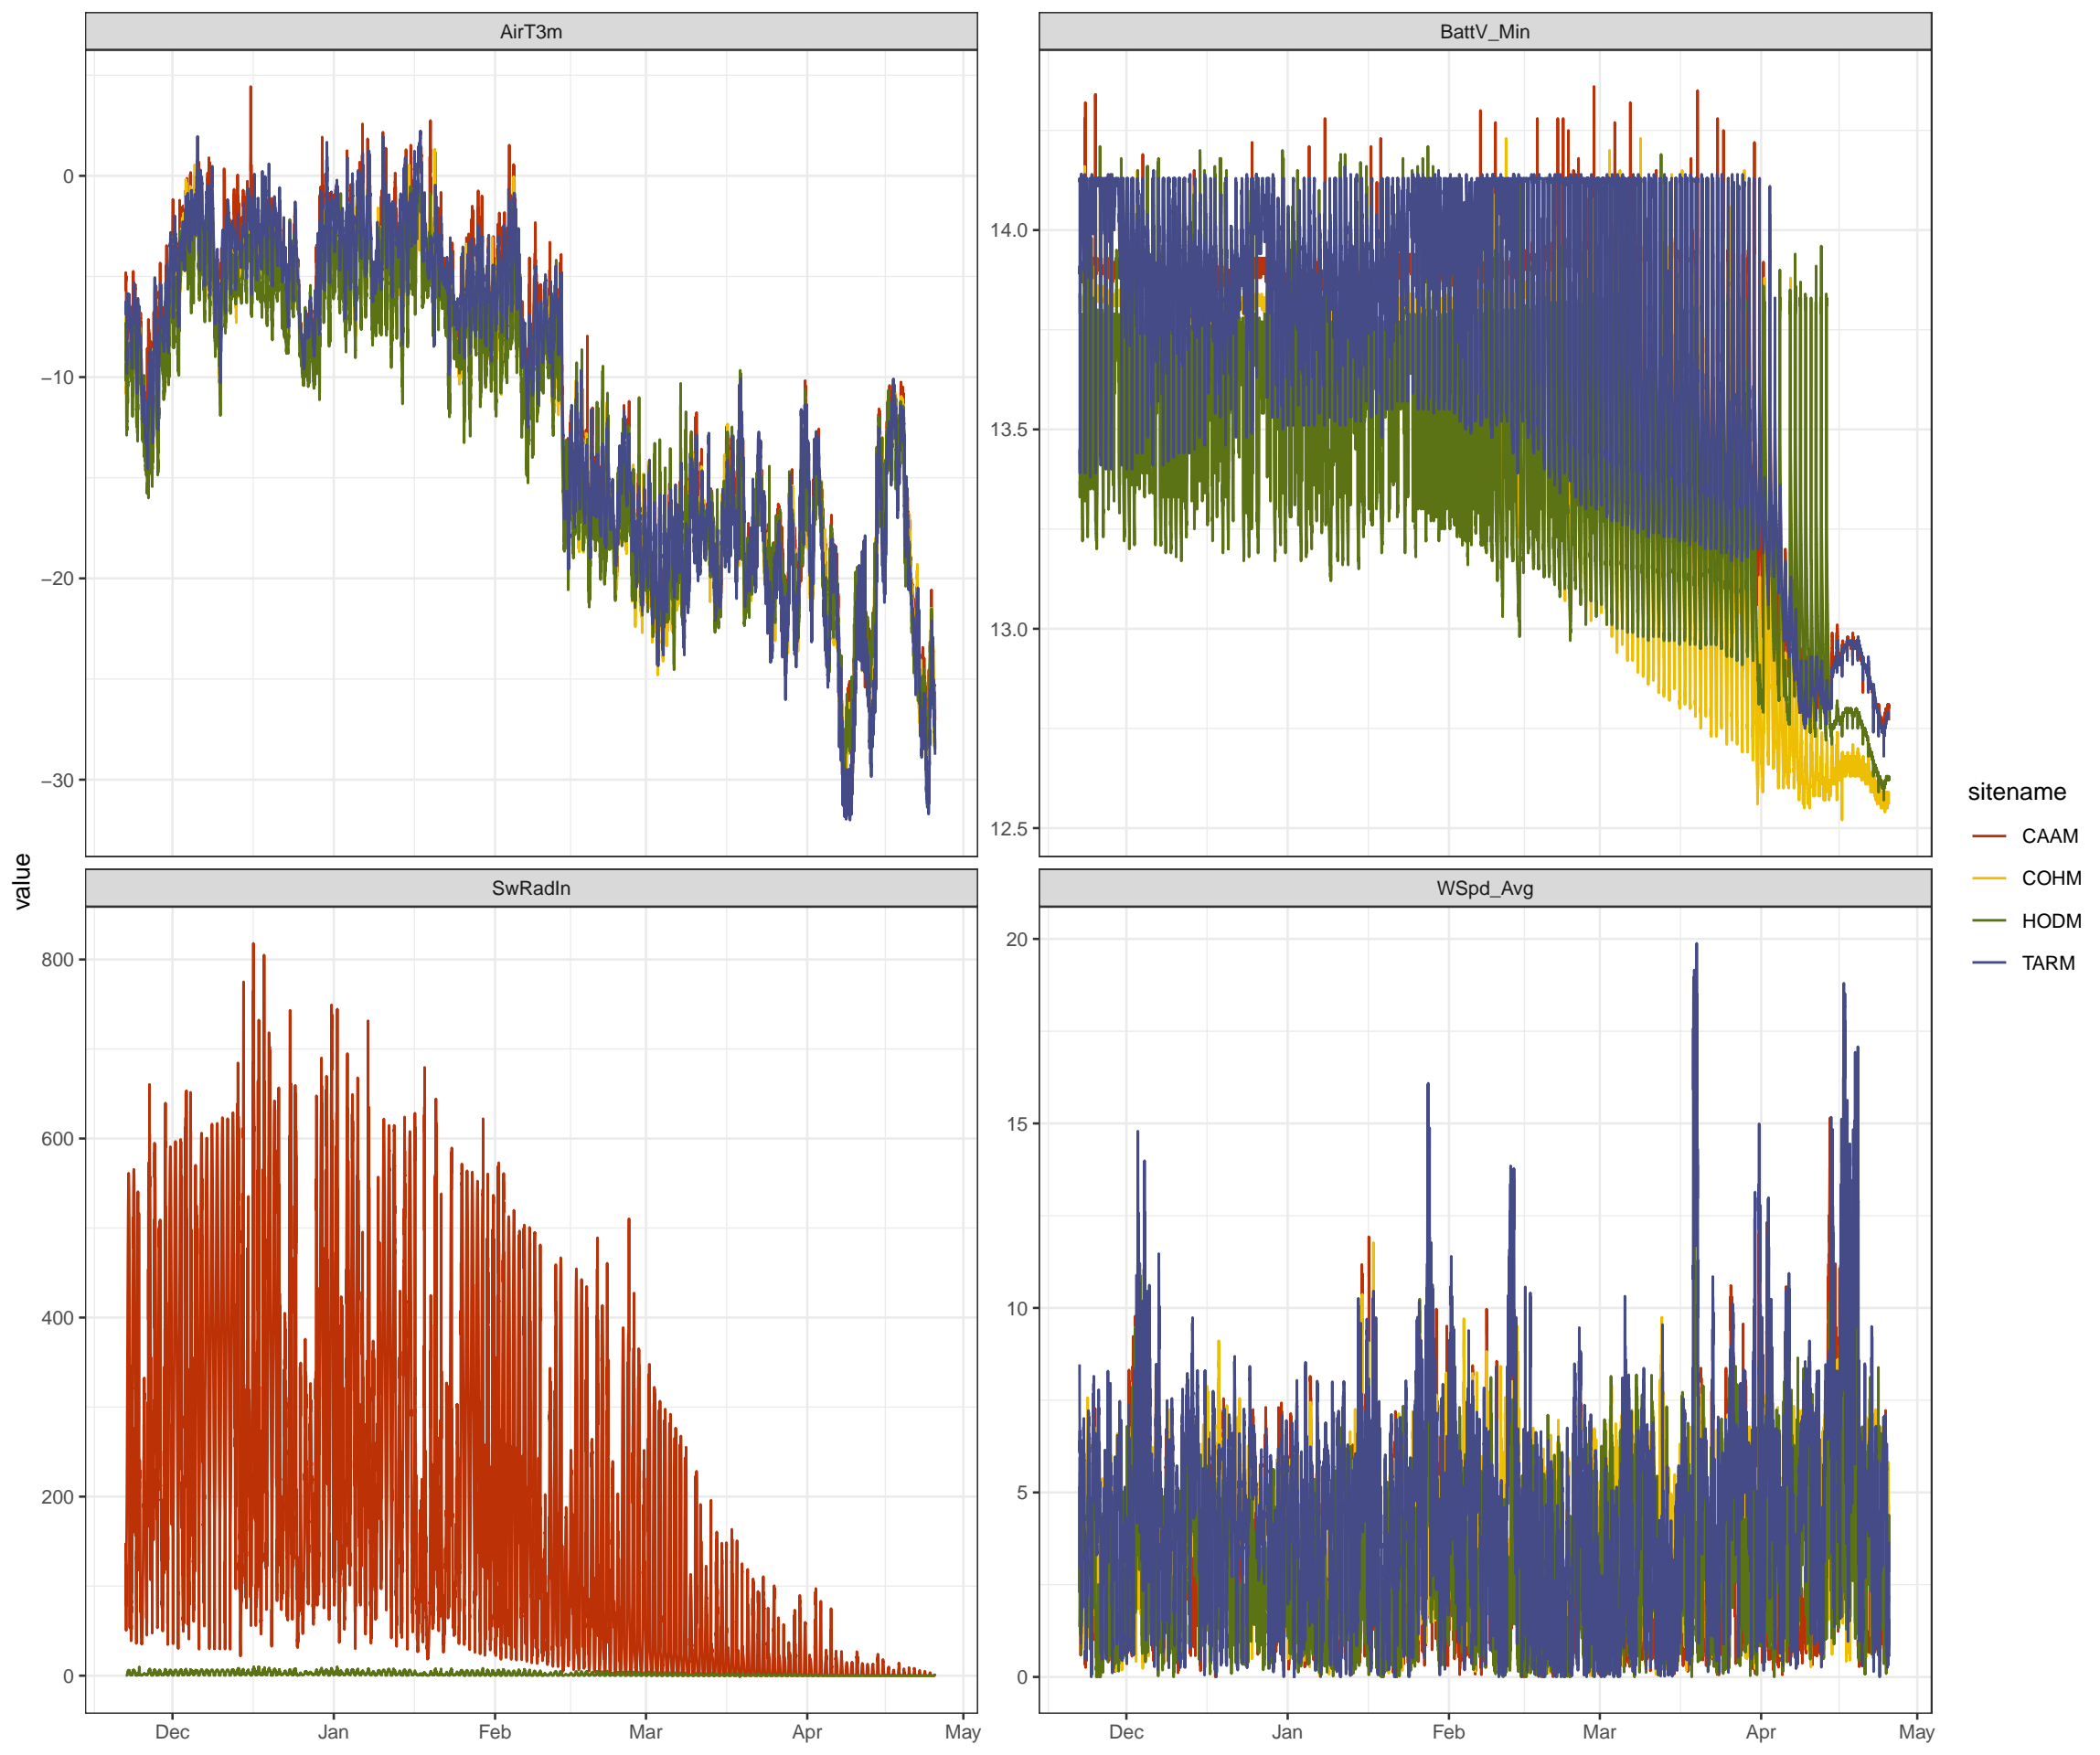 AirT3m
BattV_Min
0
−10
−20
−30
14.0
13.5
13.0
12.5
value
SwRadIn
WSpd_Avg
800
600
400
200
0
20
15
10
5
0
Dec Jan Feb Mar Apr May
Dec Jan Feb Mar Apr May
sitename
CAAM
COHM
HODM
TARM